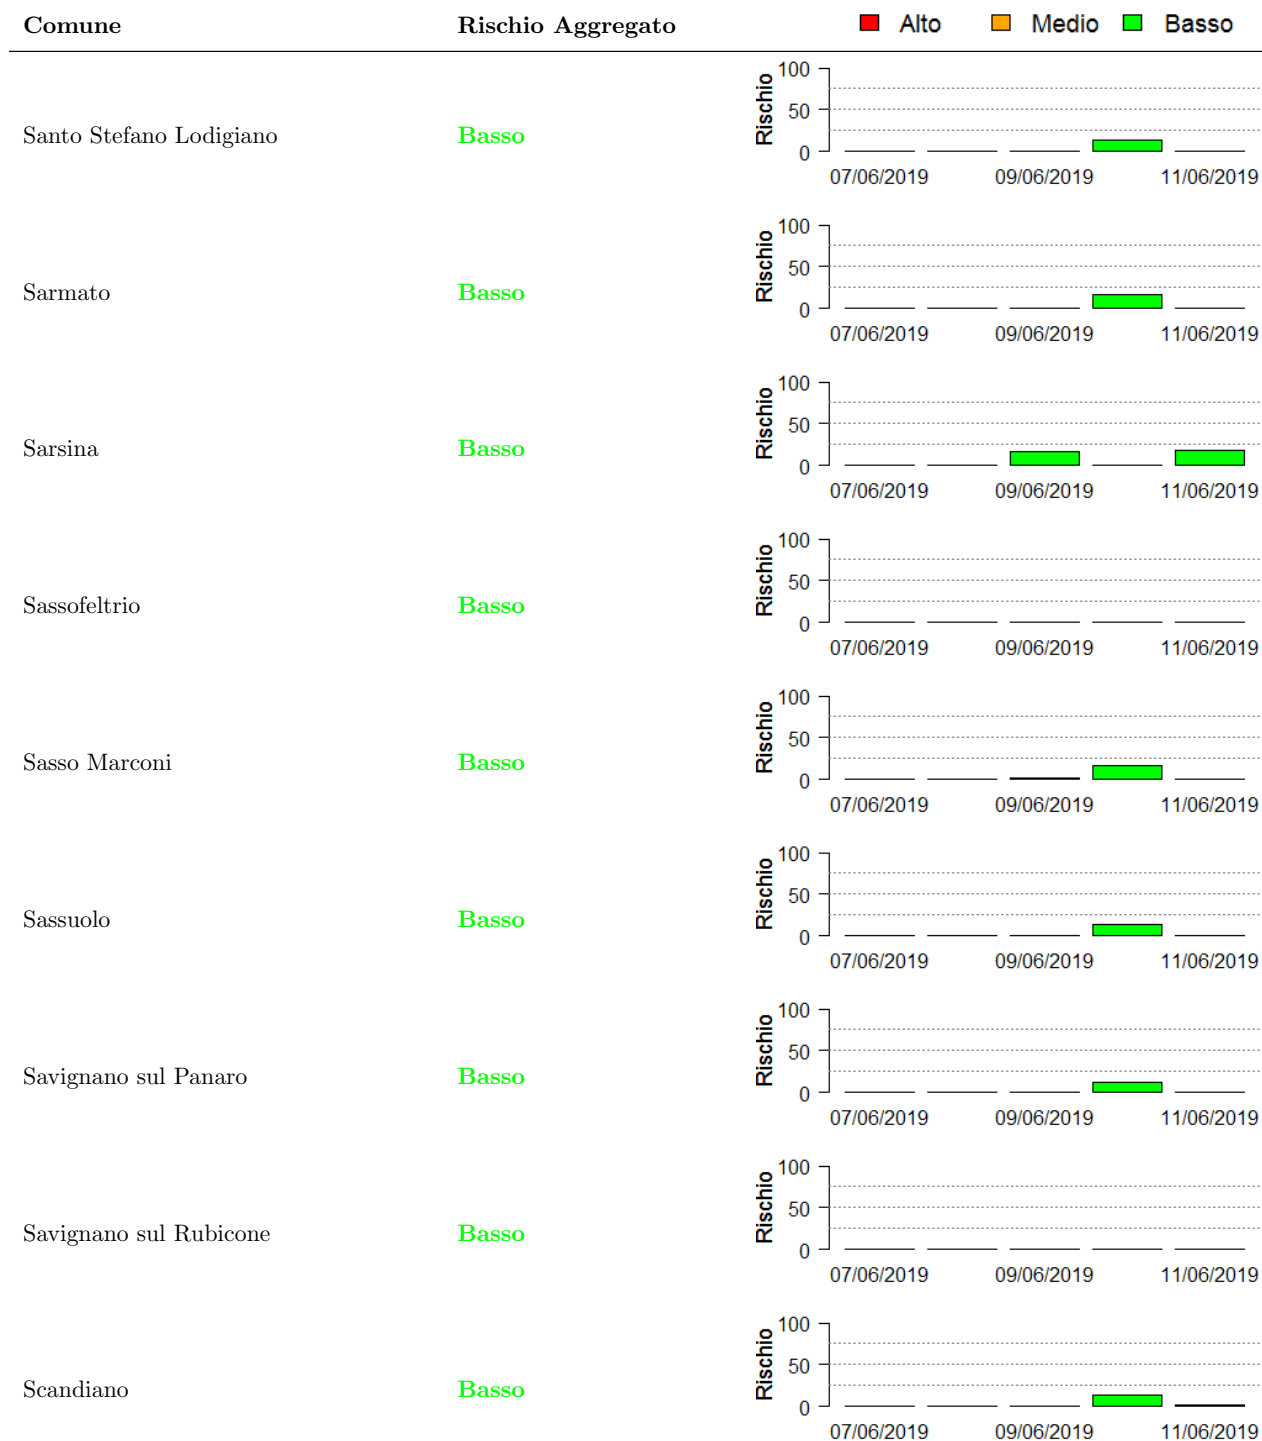 Comune Rischio Aggregato Alto Medio Basso
100
Rischio
50
Santo Stefano Lodigiano Basso
0
07/06/2019 09/06/2019 11/06/2019
100
Rischio
50
Sarmato Basso
0
07/06/2019 09/06/2019 11/06/2019
100
Rischio
50
Sarsina Basso
0
07/06/2019 09/06/2019 11/06/2019
100
Rischio
50
Sassofeltrio Basso
0
07/06/2019 09/06/2019 11/06/2019
100
Rischio
50
Sasso Marconi Basso
0
07/06/2019 09/06/2019 11/06/2019
100
Rischio
50
Sassuolo Basso
0
07/06/2019 09/06/2019 11/06/2019
100
Rischio
50
Savignano sul Panaro Basso
0
07/06/2019 09/06/2019 11/06/2019
100
Rischio
50
Savignano sul Rubicone Basso
0
07/06/2019 09/06/2019 11/06/2019
100
Rischio
50
Scandiano Basso
0
07/06/2019 09/06/2019 11/06/2019